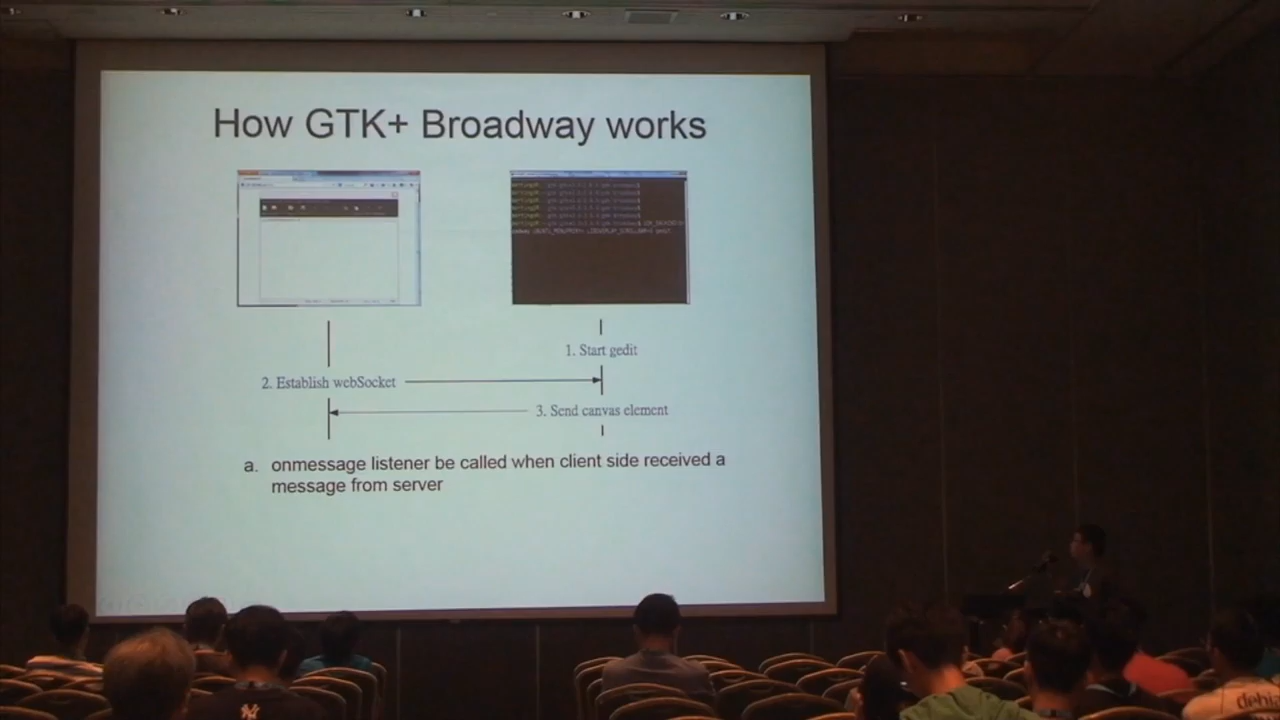 How GTK+ Broadway works
1. Start gedit
2. Establish webSocket
3. Send canvas element
a. onmessage listener be called when client side received a
message from server
debia